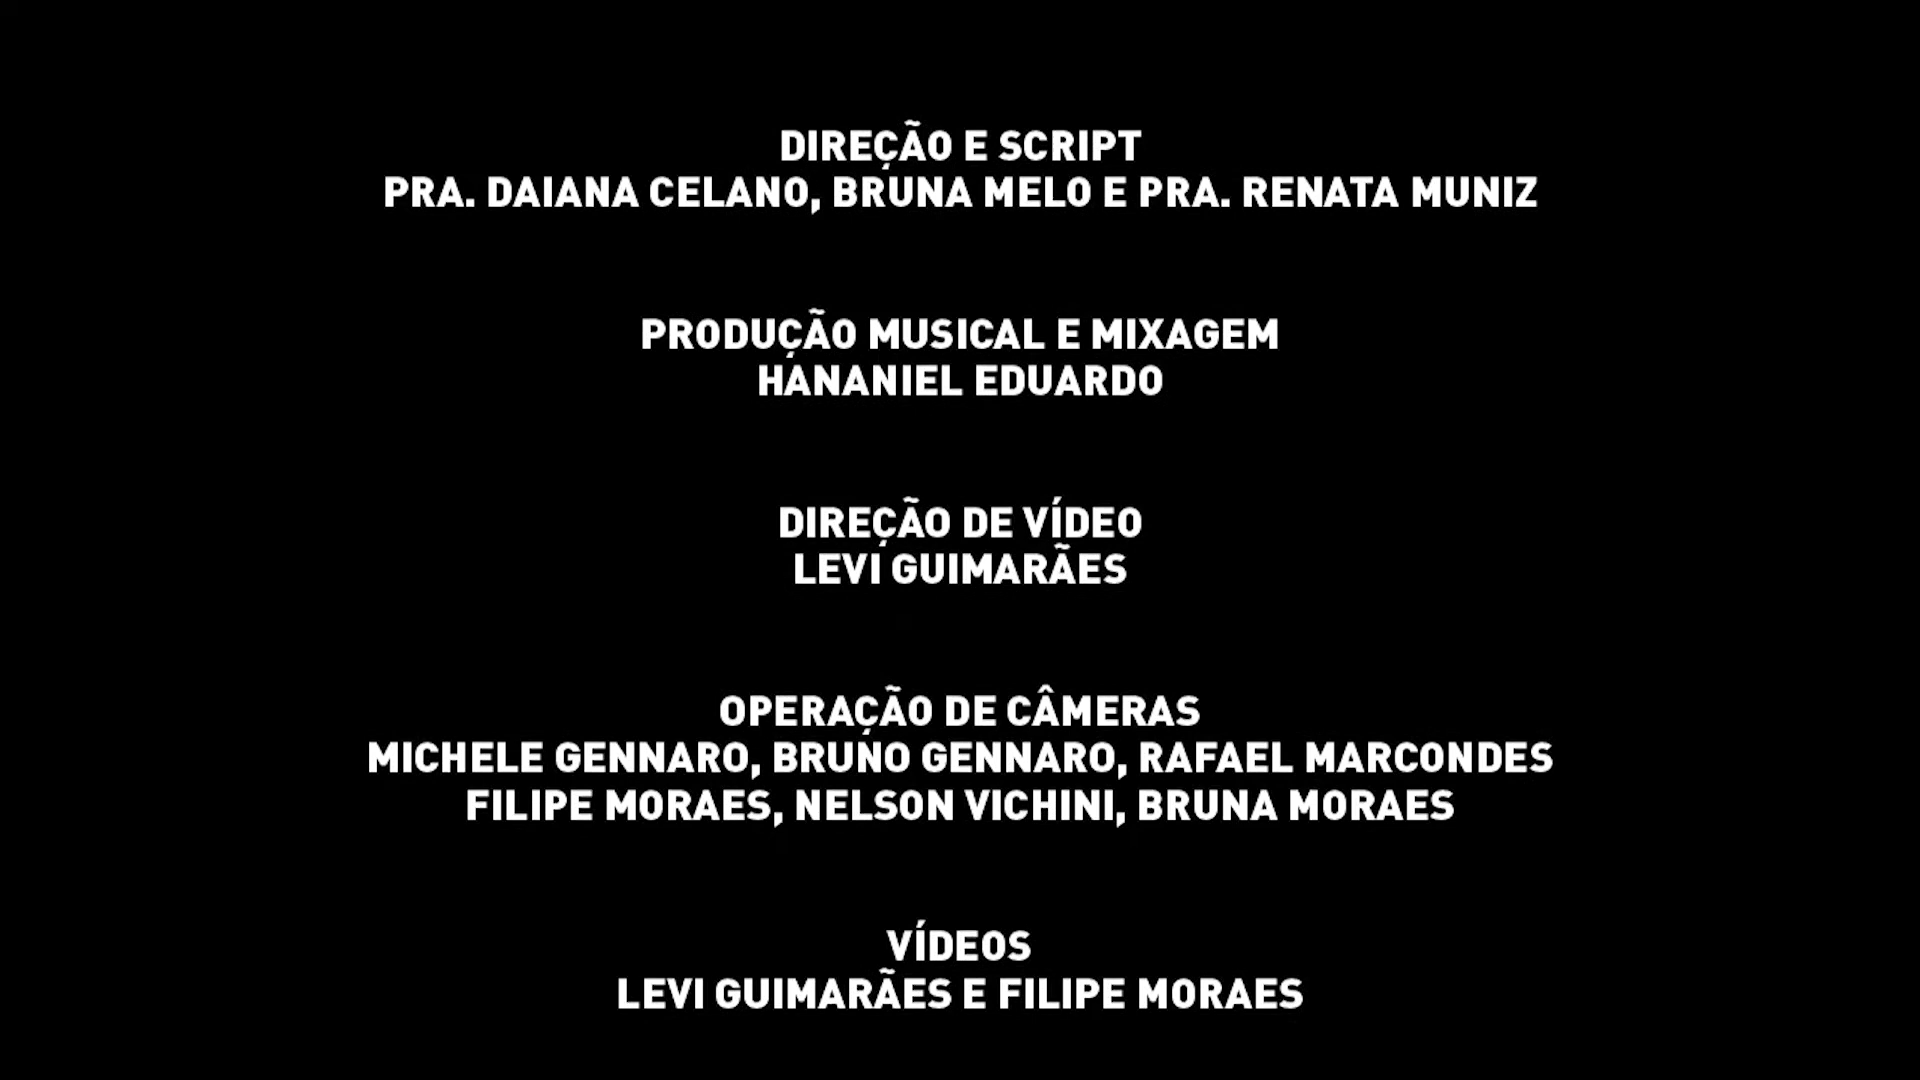 DIREÇÃO E SCRIPT
PRA. DAIANA CELANO, BRUNA MELO E PRA. RENATA MUNIZ
PRODUÇÃO MUSICAL E MIXAGEM
HANANIEL EDUARDO
DIREÇÃO DE VÍDEO
LEVI GUIMARÃES
OPERAÇÃO DE CÂMERAS
MICHELE GENNARO, BRUNO GENNARO, RAFAEL MARCONDES
FILIPE MORAES, NELSON VICHINI, BRUNA MORAES
VÍDEOS
LEVI GUIMARÃES E FILIPE MORAES